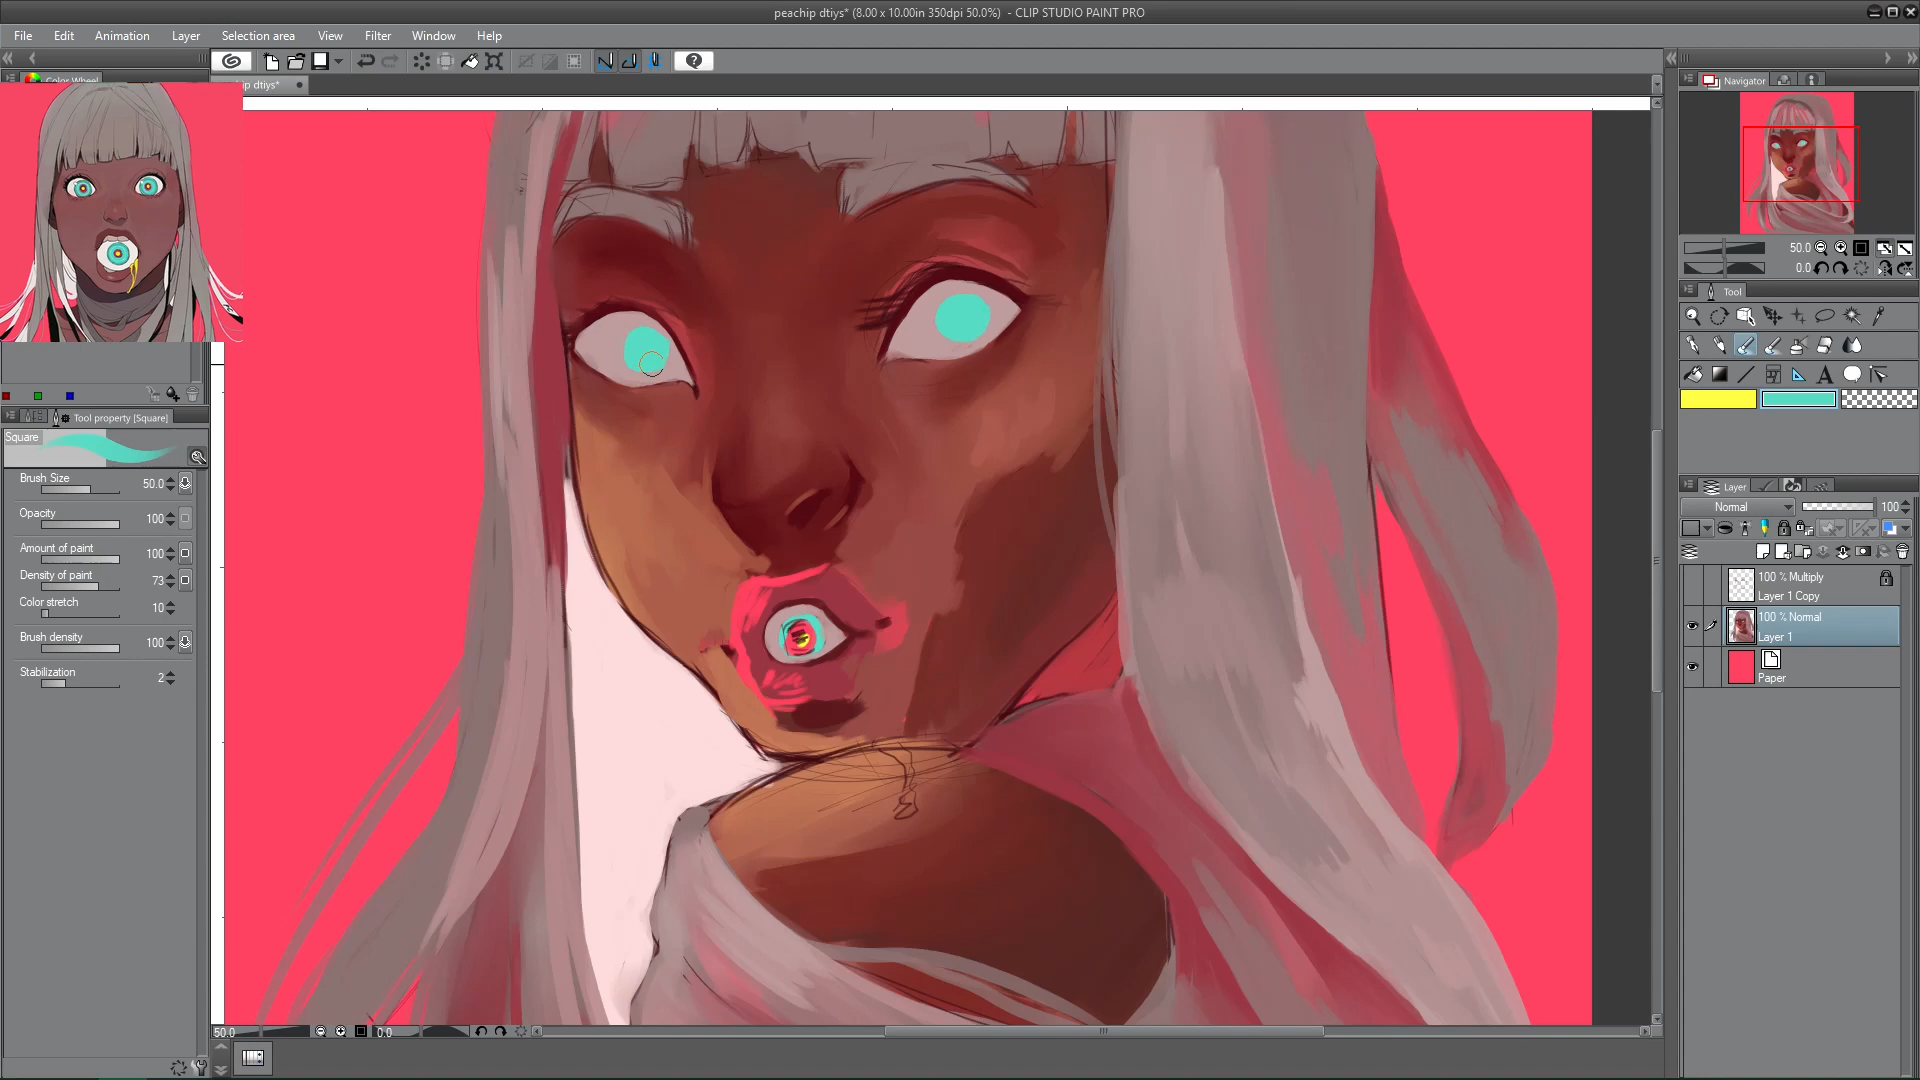 peachip dtiys* (8.00 x 10.00in 350dpi 50.0%) - CLIP STUDIO PAINT PRO
File Edit Animation Layer Selection area View Filter Window Help
Color Wheel
ip dtiys*
Navigator
50.0
0.0
Tool
Tool property [Square]
Square
Brush Size
50.0
Opacity
100
Amount of paint
100
Density of paint
73
Color stretch
10
Brush density
100
Stabilization
2
Layer
Normal
100
100 % Multiply
Layer 1 Copy
100 % Normal
Layer 1
Paper
50.0
0.0